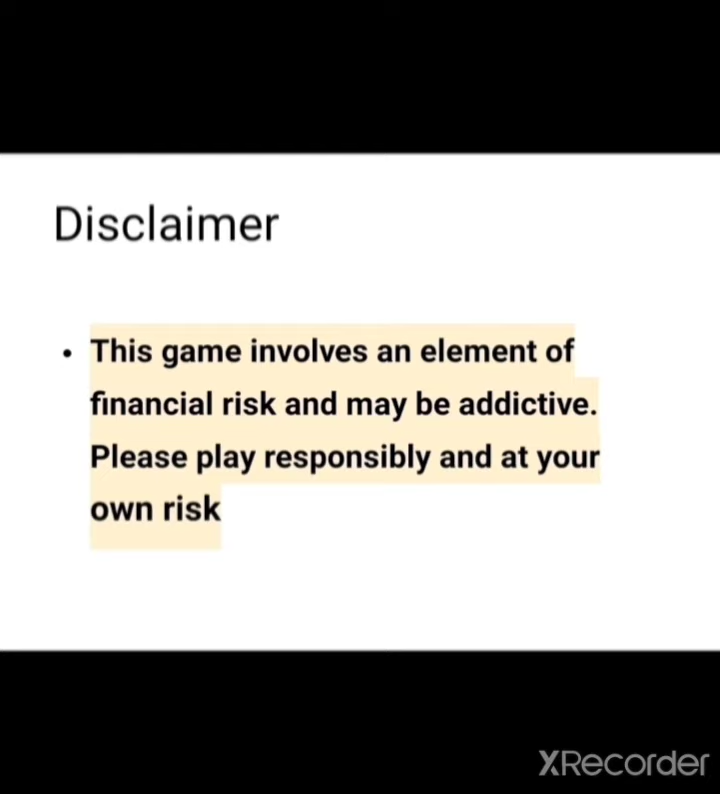 Disclaimer
• This game involves an element of
financial risk and may be addictive.
Please play responsibly and at your
own risk
XRecorder